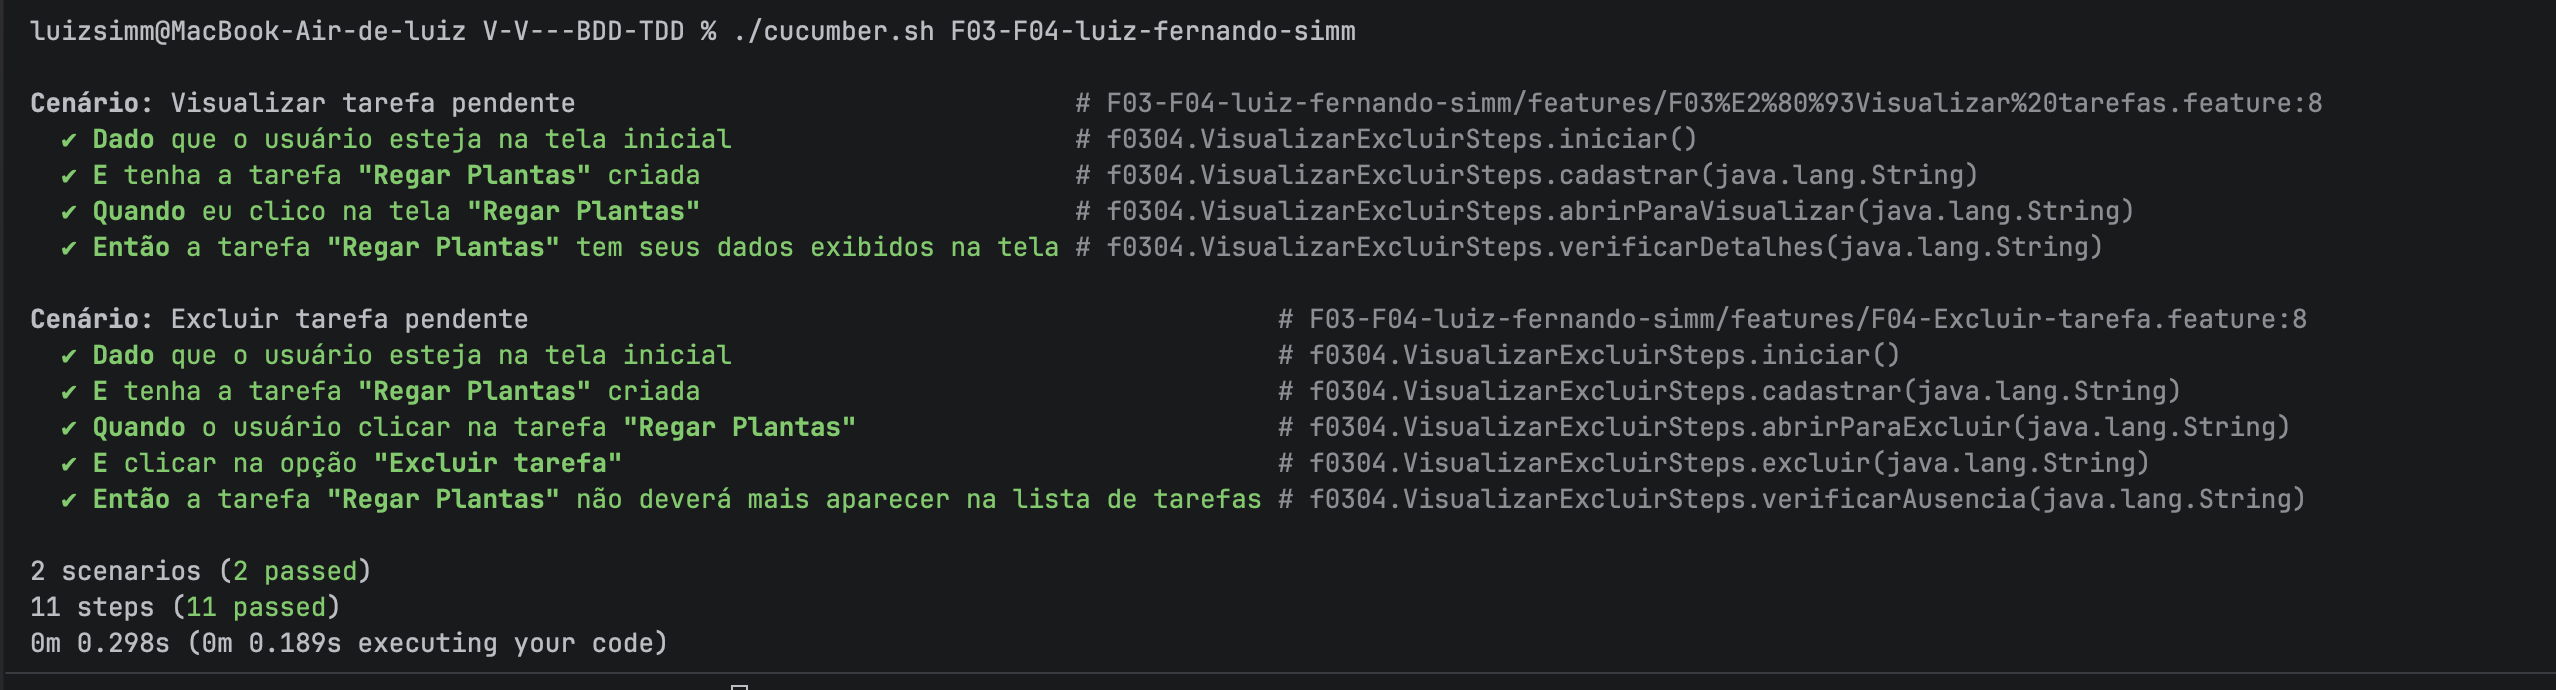 luizsimm@MacBook-Air-de-luiz V-V---BDD-TDD % ./cucumber.sh F03-F04-luiz-fernando-simm
Cenário: Visualizar tarefa pendente # F03-F04-luiz-fernando-simm/features/F03%E2%80%93Visualizar%20tarefas.feature:8
✔ Dado que o usuário esteja na tela inicial # f0304.VisualizarExcluirSteps.iniciar()
✔ E tenha a tarefa "Regar Plantas" criada # f0304.VisualizarExcluirSteps.cadastrar(java.lang.String)
✔ Quando eu clico na tela "Regar Plantas" # f0304.VisualizarExcluirSteps.abrirParaVisualizar(java.lang.String)
✔ Então a tarefa "Regar Plantas" tem seus dados exibidos na tela # f0304.VisualizarExcluirSteps.verificarDetalhes(java.lang.String)
Cenário: Excluir tarefa pendente # F03-F04-luiz-fernando-simm/features/F04-Excluir-tarefa.feature:8
✔ Dado que o usuário esteja na tela inicial # f0304.VisualizarExcluirSteps.iniciar()
✔ E tenha a tarefa "Regar Plantas" criada # f0304.VisualizarExcluirSteps.cadastrar(java.lang.String)
✔ Quando o usuário clicar na tarefa "Regar Plantas" # f0304.VisualizarExcluirSteps.abrirParaExcluir(java.lang.String)
✔ E clicar na opção "Excluir tarefa" # f0304.VisualizarExcluirSteps.excluir(java.lang.String)
✔ Então a tarefa "Regar Plantas" não deverá mais aparecer na lista de tarefas # f0304.VisualizarExcluirSteps.verificarAusencia(java.lang.String)
2 scenarios (2 passed)
11 steps (11 passed)
0m 0.298s (0m 0.189s executing your code)